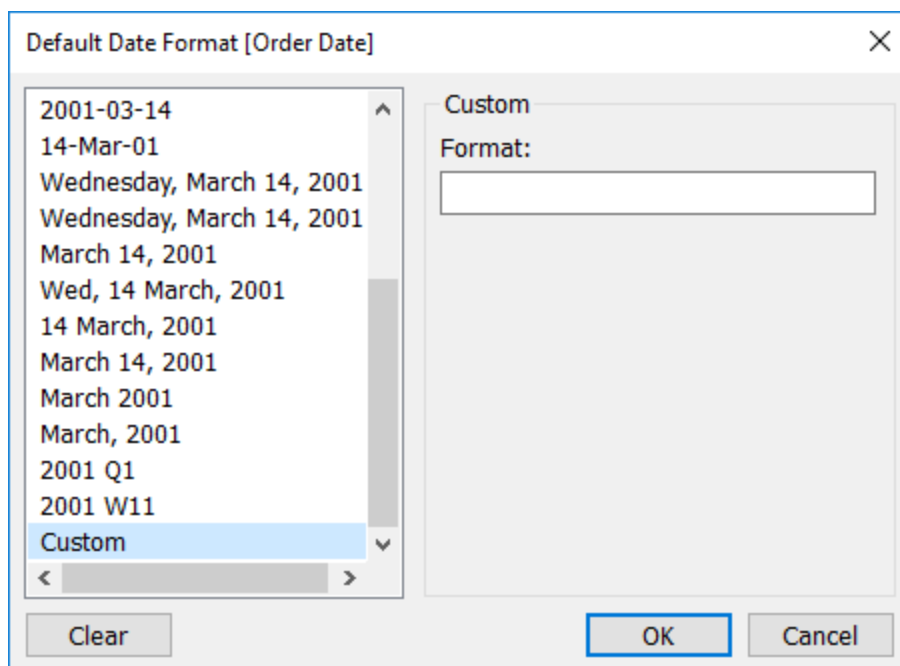 Default Date Format [Order Date]
2001-03-14
14-Mar-01
Wednesday, March 14, 2001
Wednesday, March 14, 2001
March 14, 2001
Wed, 14 March, 2001
14 March, 2001
March 14, 2001
March 2001
March, 2001
2001 Q1
2001 W11
Custom
Custom
Format:
Clear
OK
Cancel